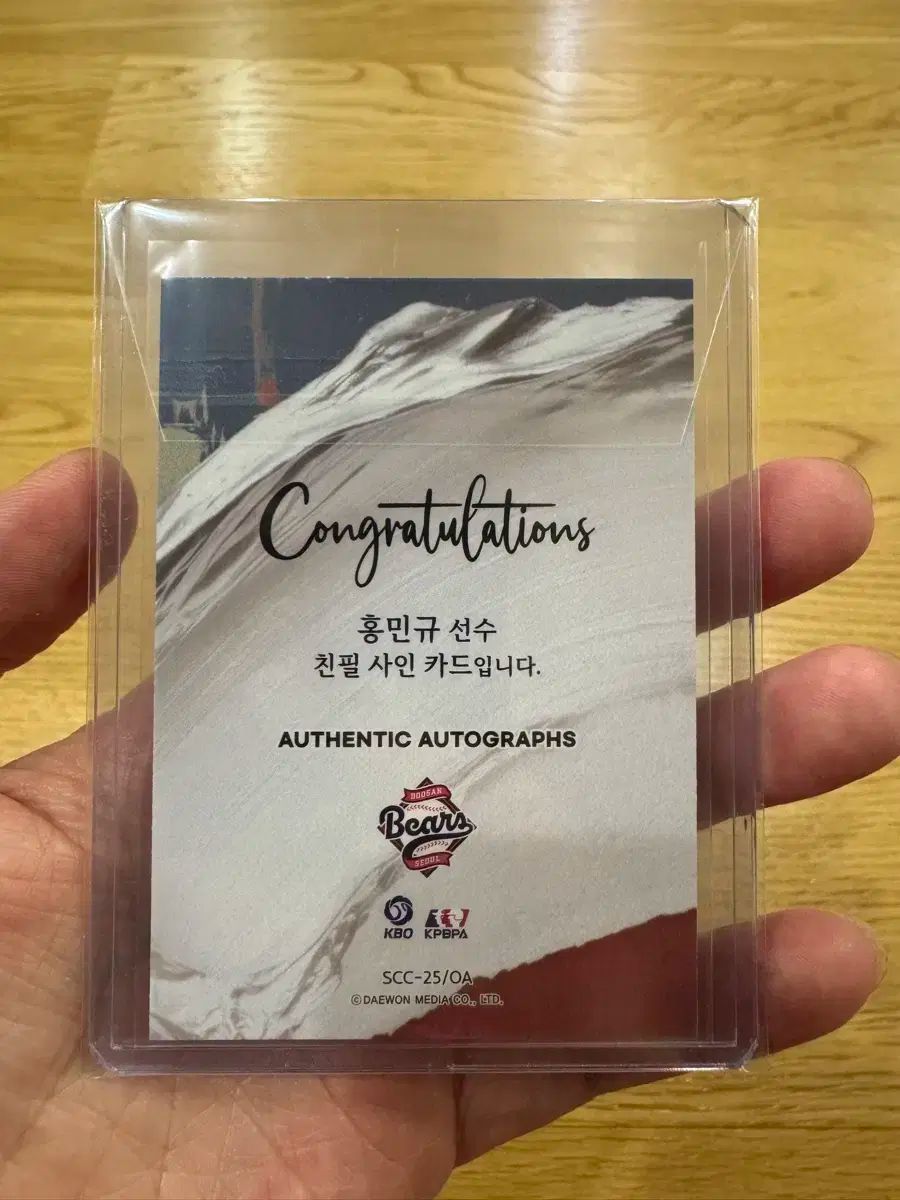 Congratulations
홍민규 선수
친필 사인 카드입니다.
AUTHENTIC AUTOGRAPHS
DOOSAN
Bears
SEOUL
KBO KPBPA
SCC-25/OA
© DAEWON MEDIA CO., LTD.